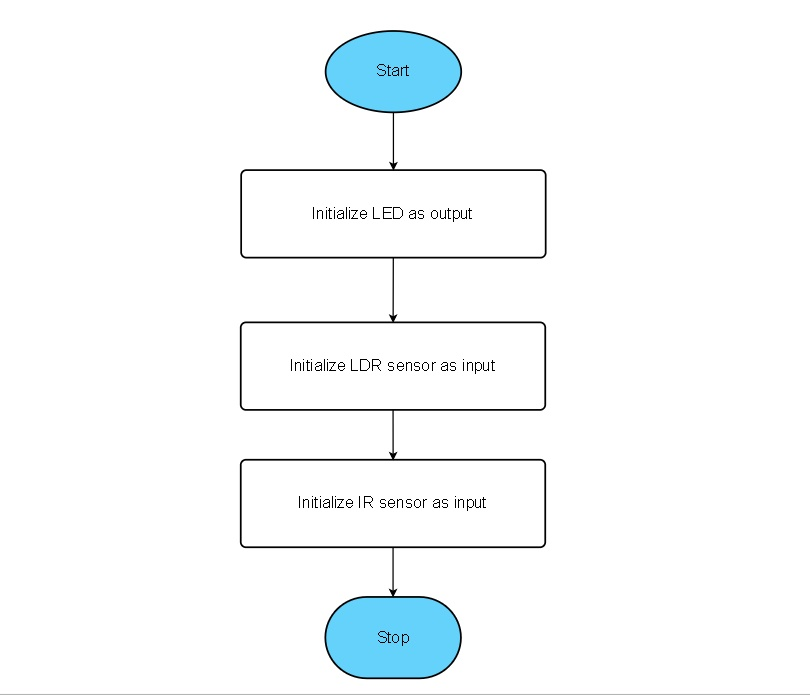 Start
Initialize LED as output
Initialize LDR sensor as input
Initialize IR sensor as input
Stop